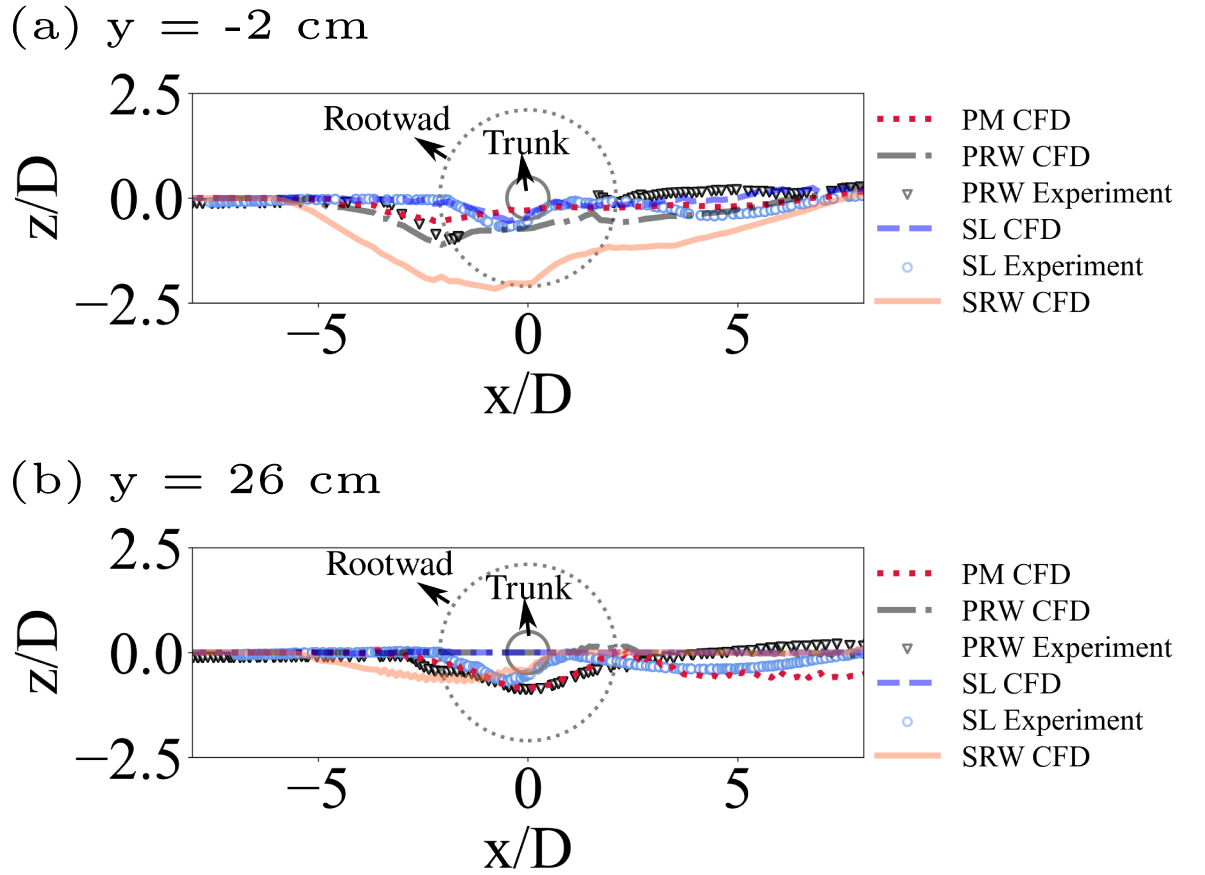 (a) y = -2 cm
2.5
0.0
−2.5
z/D
Rootwad
Trunk
−5
0
5
x/D
PM CFD
PRW CFD
PRW Experiment
SL CFD
SL Experiment
SRW CFD
(b) y = 26 cm
2.5
0.0
−2.5
z/D
Rootwad
Trunk
−5
0
5
x/D
PM CFD
PRW CFD
PRW Experiment
SL CFD
SL Experiment
SRW CFD